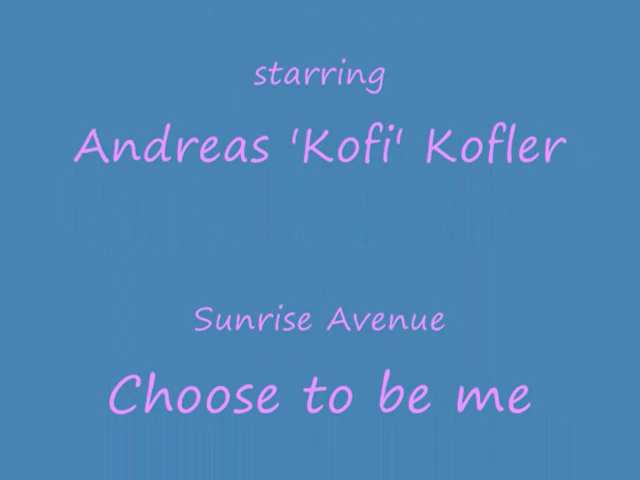 starring
Andreas 'Kofi' Kofler
Sunrise Avenue
Choose to be me